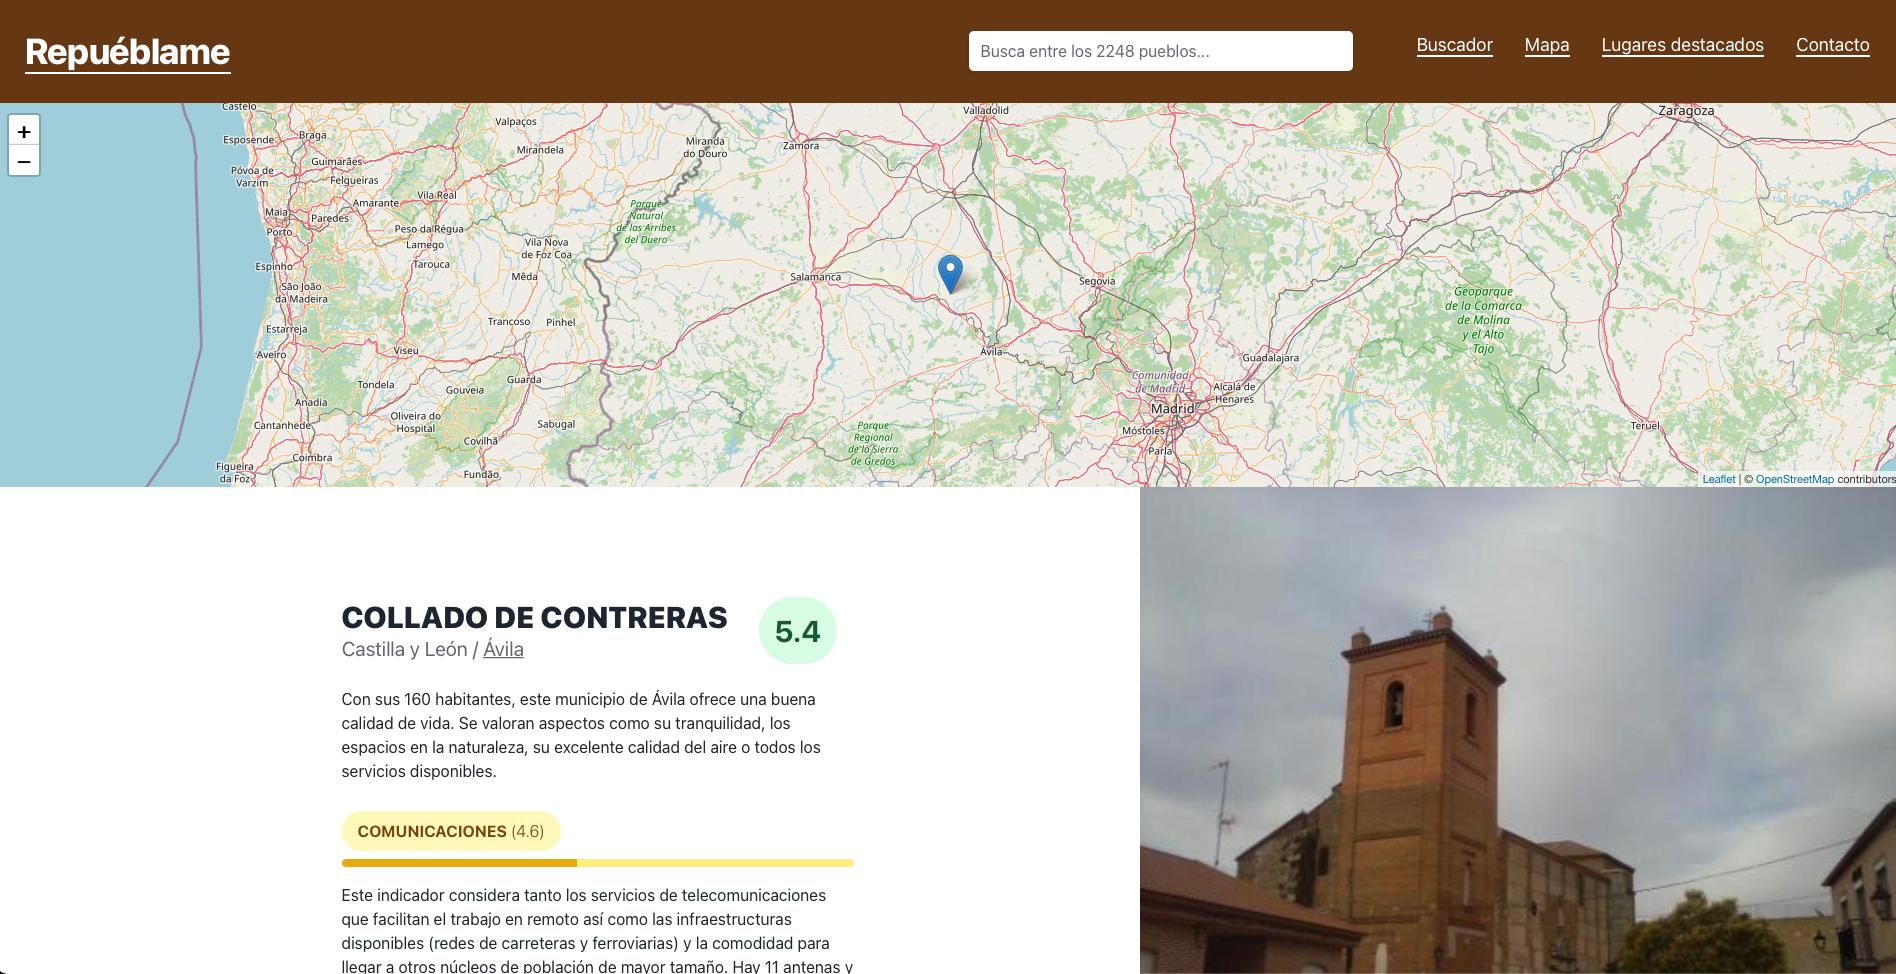 Repuéblame
Busca entre los 2248 pueblos...
Buscador
Mapa
Lugares destacados
Contacto
+
−
Castelo
Esposende
Braga
Guimarães
Póvoa de
Varzim
Felgueiras
Amarante
Maia
Paredes
Porto
Espinho
São João
da Madeira
Estarreja
Aveiro
Viseu
Tondela
Anadia
Cantanhede
Oliveira do
Hospital
Coimbra
Figueira
da Foz
Valpaços
Mirandela
Vila Real
Peso da Régua
Lamego
Tarouca
Vila Nova
de Foz Coa
Mêda
Trancoso
Pinhel
Gouveia
Guarda
Sabugal
Covilhã
Fundão
Miranda
do Douro
Parque
Natural
de las Arribes
del Duero
Zamora
Valladolid
Salamanca
Ávila
Segovia
Parque
Regional
de la Sierra
de Gredos
Comunidad
de Madrid
Madrid
Móstoles
Parla
Alcalá de
Henares
Guadalajara
Geoparque
de la Comarca
de Molina
y el Alto
Tajo
Zaragoza
Teruel
Leaflet | © OpenStreetMap contributors
COLLADO DE CONTRERAS
5.4
Castilla y León / Ávila
Con sus 160 habitantes, este municipio de Ávila ofrece una buena
calidad de vida. Se valoran aspectos como su tranquilidad, los
espacios en la naturaleza, su excelente calidad del aire o todos los
servicios disponibles.
COMUNICACIONES (4.6)
Este indicador considera tanto los servicios de telecomunicaciones
que facilitan el trabajo en remoto así como las infraestructuras
disponibles (redes de carreteras y ferroviarias) y la comodidad para
llegar a otros núcleos de población de mayor tamaño. Hay 11 antenas y